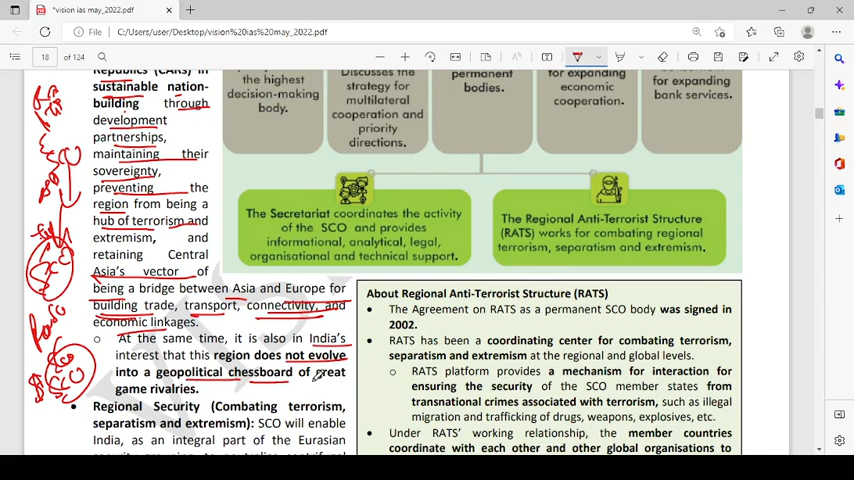 vision ias may_2022.pdf
File
C:/Users/user/Desktop/vision%20ias%20may_2022.pdf
18
of 124
Republics (CARs) in
sustainable nation-
building through
development
partnerships,
maintaining their
sovereignty,
preventing the
region from being a
hub of terrorism and
extremism, and
retaining Central
Asia's vector of
being a bridge between Asia and Europe for
building trade, transport, connectivity, and
economic linkages.
o At the same time, it is also in India's
interest that this region does not evolve
into a geopolitical chessboard of great
game rivalries.
• Regional Security (Combating terrorism,
separatism and extremism): SCO will enable
India, as an integral part of the Eurasian
the highest
decision-making
body.
Discusses the
strategy for
multilateral
cooperation and
priority
directions.
permanent
bodies.
for expanding
economic
cooperation.
for expanding
bank services.
The Secretariat coordinates the activity
of the SCO and provides
informational, analytical, legal,
organisational and technical support.
The Regional Anti-Terrorist Structure
(RATS) works for combating regional
terrorism, separatism and extremism.
About Regional Anti-Terrorist Structure (RATS)
• The Agreement on RATS as a permanent SCO body was signed in
2002.
• RATS has been a coordinating center for combating terrorism,
separatism and extremism at the regional and global levels.
o RATS platform provides a mechanism for interaction for
ensuring the security of the SCO member states from
transnational crimes associated with terrorism, such as illegal
migration and trafficking of drugs, weapons, explosives, etc.
• Under RATS' working relationship, the member countries
coordinate with each other and other global organisations to